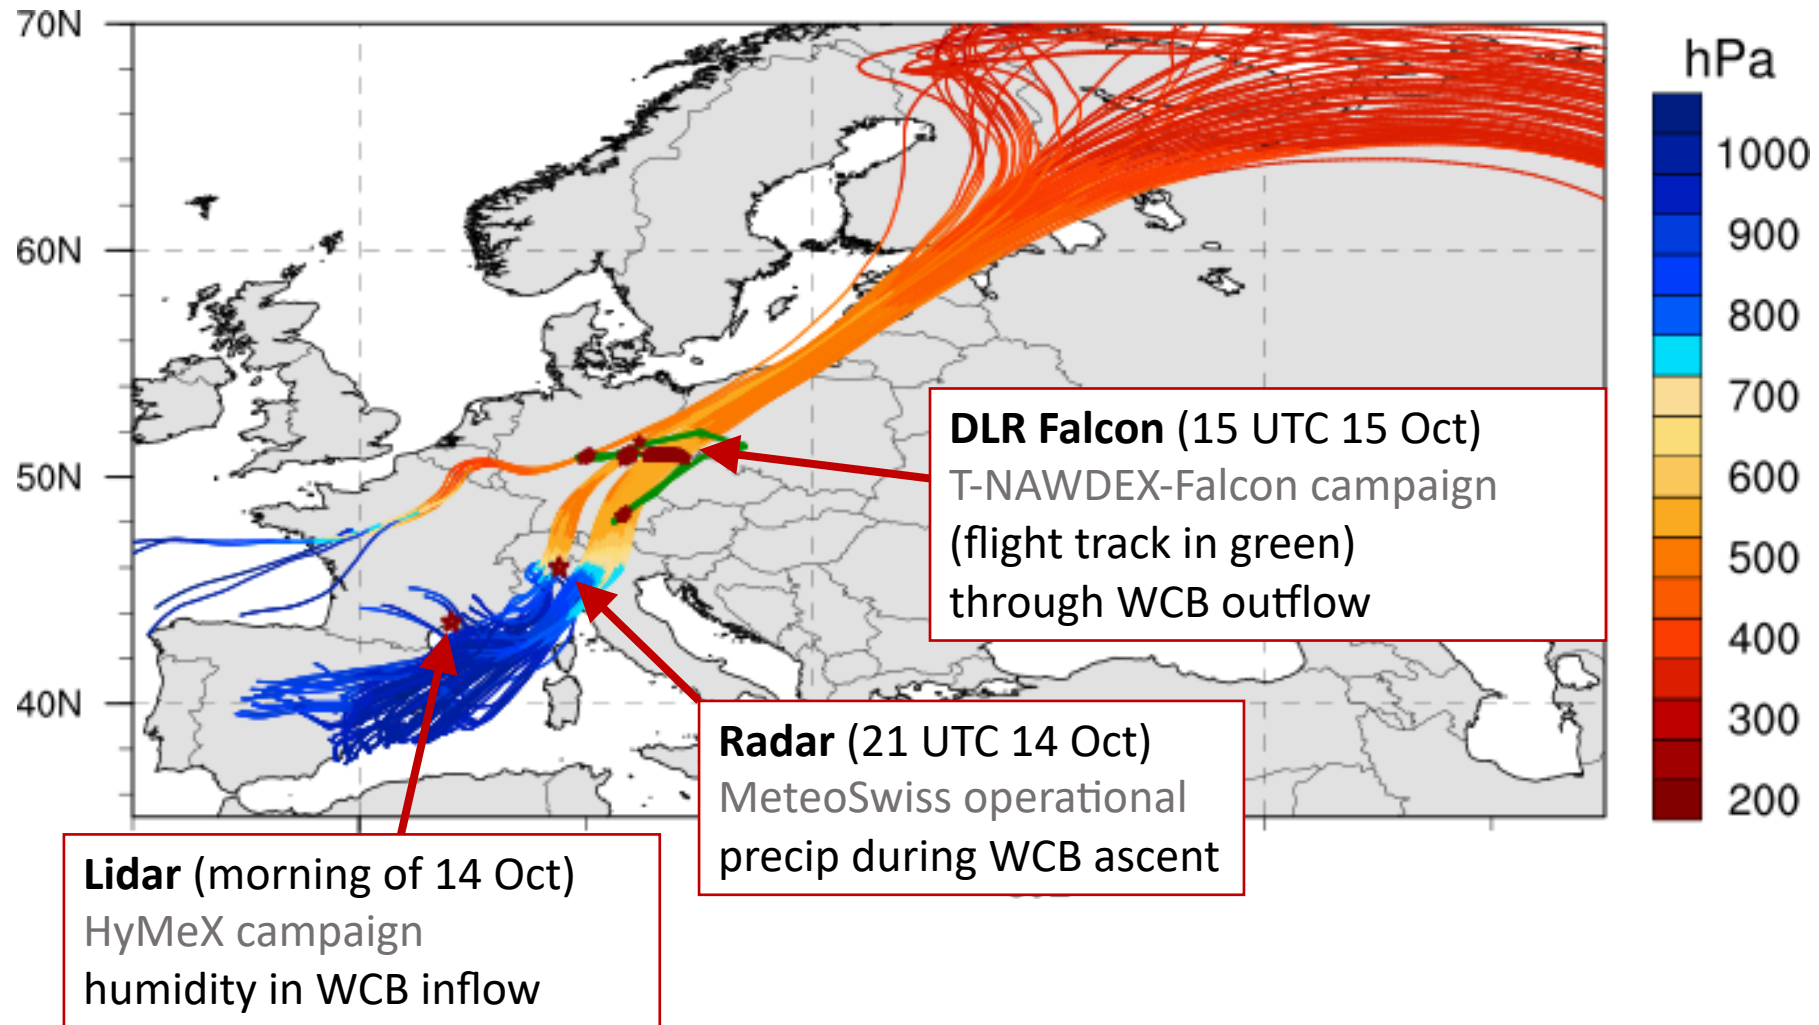 70N
60N
50N
40N
hPa
1000
900
800
700
600
500
400
300
200
DLR Falcon (15 UTC 15 Oct)
T-NAWDEX-Falcon campaign
(flight track in green)
through WCB outflow
Radar (21 UTC 14 Oct)
MeteoSwiss operational
precip during WCB ascent
Lidar (morning of 14 Oct)
HyMeX campaign
humidity in WCB inflow